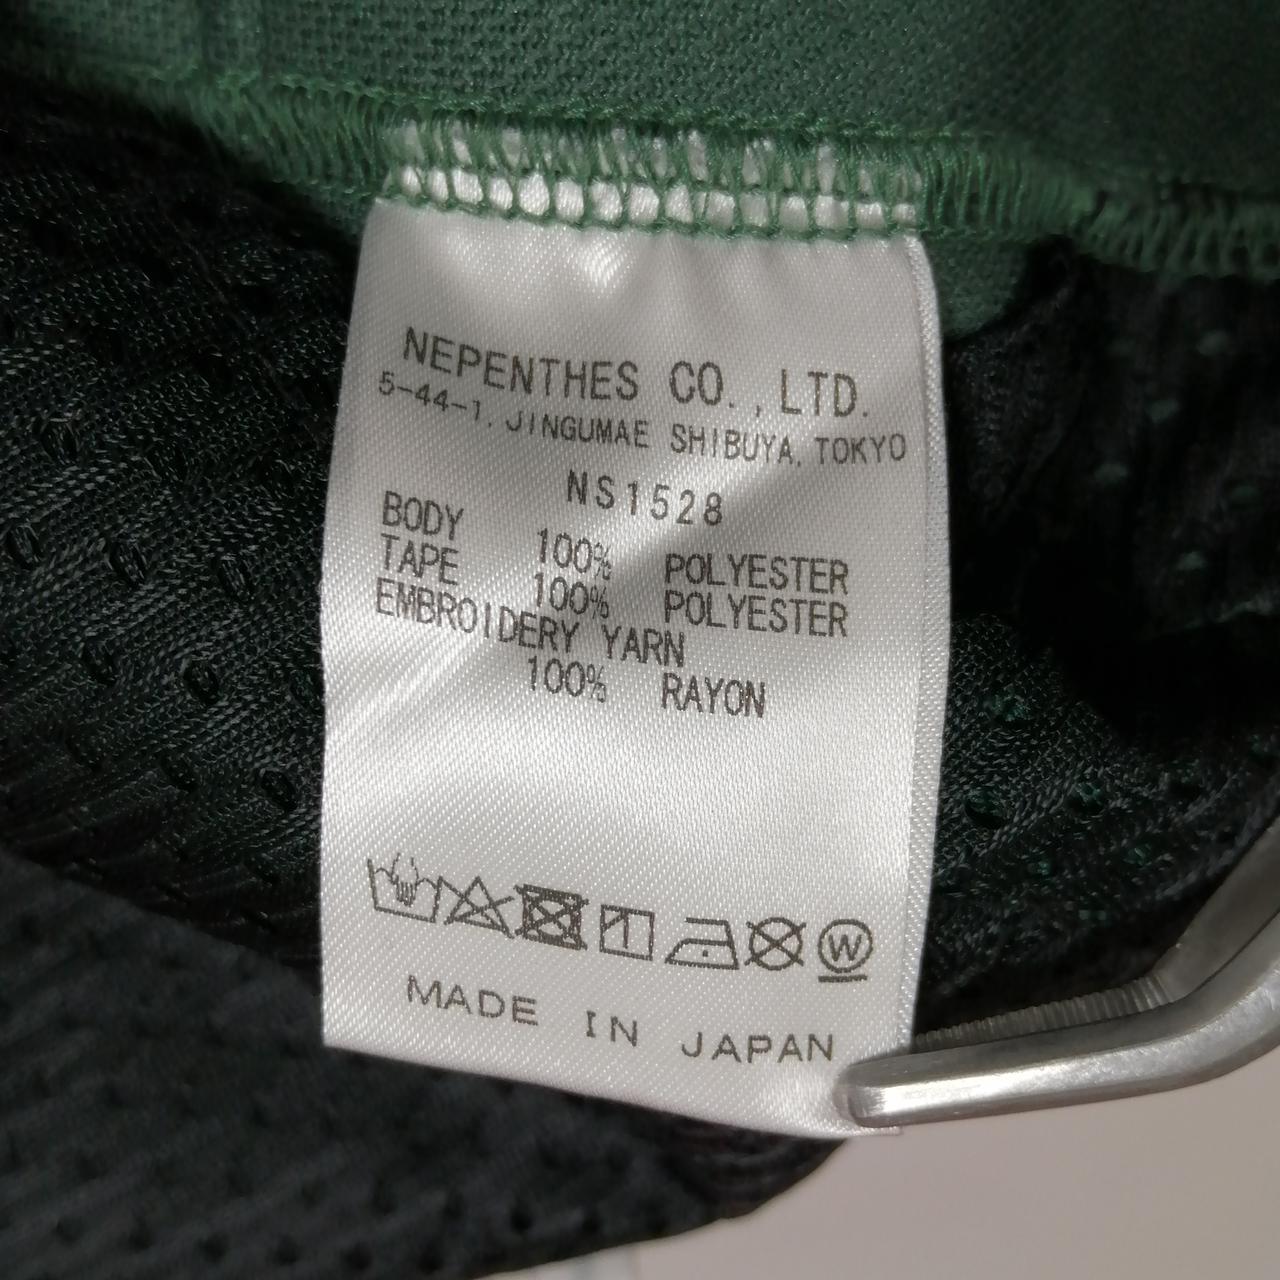 NEPENTHES CO.,LTD.
5-44-1, JINGUMAE SHIBUYA, TOKYO
NS1528
BODY 100% POLYESTER
TAPE 100% POLYESTER
EMBROIDERY YARN
100% RAYON
W
MADE IN JAPAN